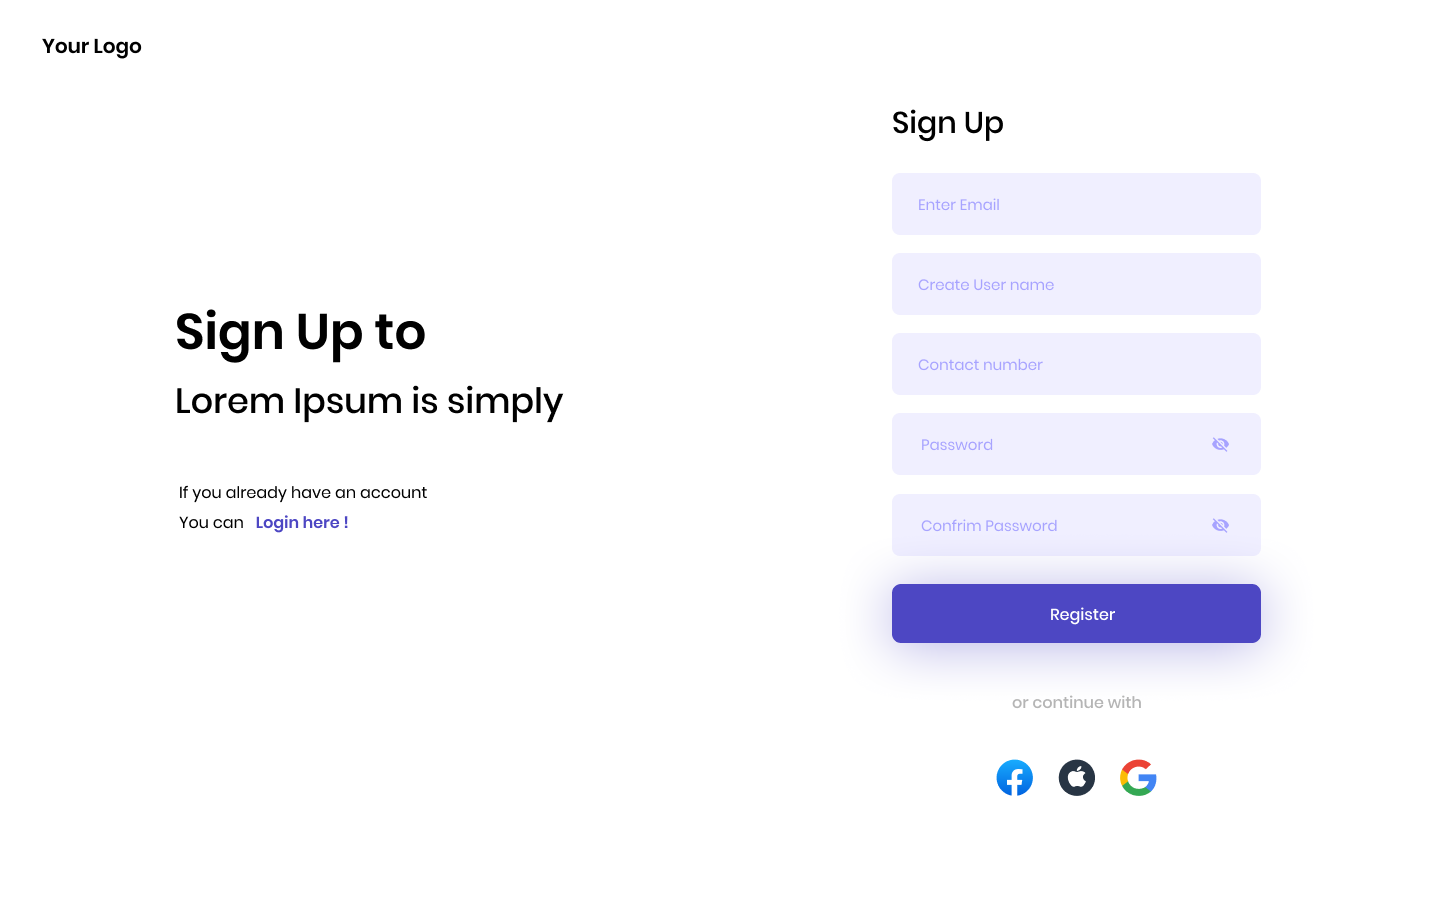 Your Logo
Sign Up to
Lorem Ipsum is simply
If you already have an account
You can Login here !
Sign Up
Enter Email
Create User name
Contact number
Password
Confrim Password
Register
or continue with